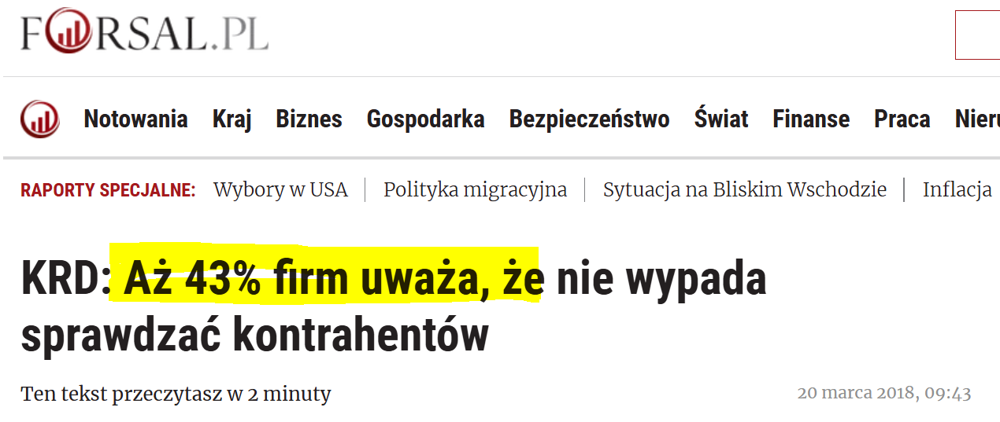 FORSAL.PL
Notowania Kraj Biznes Gospodarka Bezpieczeństwo Świat Finanse Praca
RAPORTY SPECJALNE: Wybory w USA | Polityka migracyjna | Sytuacja na Bliskim Wschodzie | Inflacja
KRD: Aż 43% firm uważa, że nie wypada
sprawdzać kontrahentów
Ten tekst przeczytasz w 2 minuty
20 marca 2018, 09:43